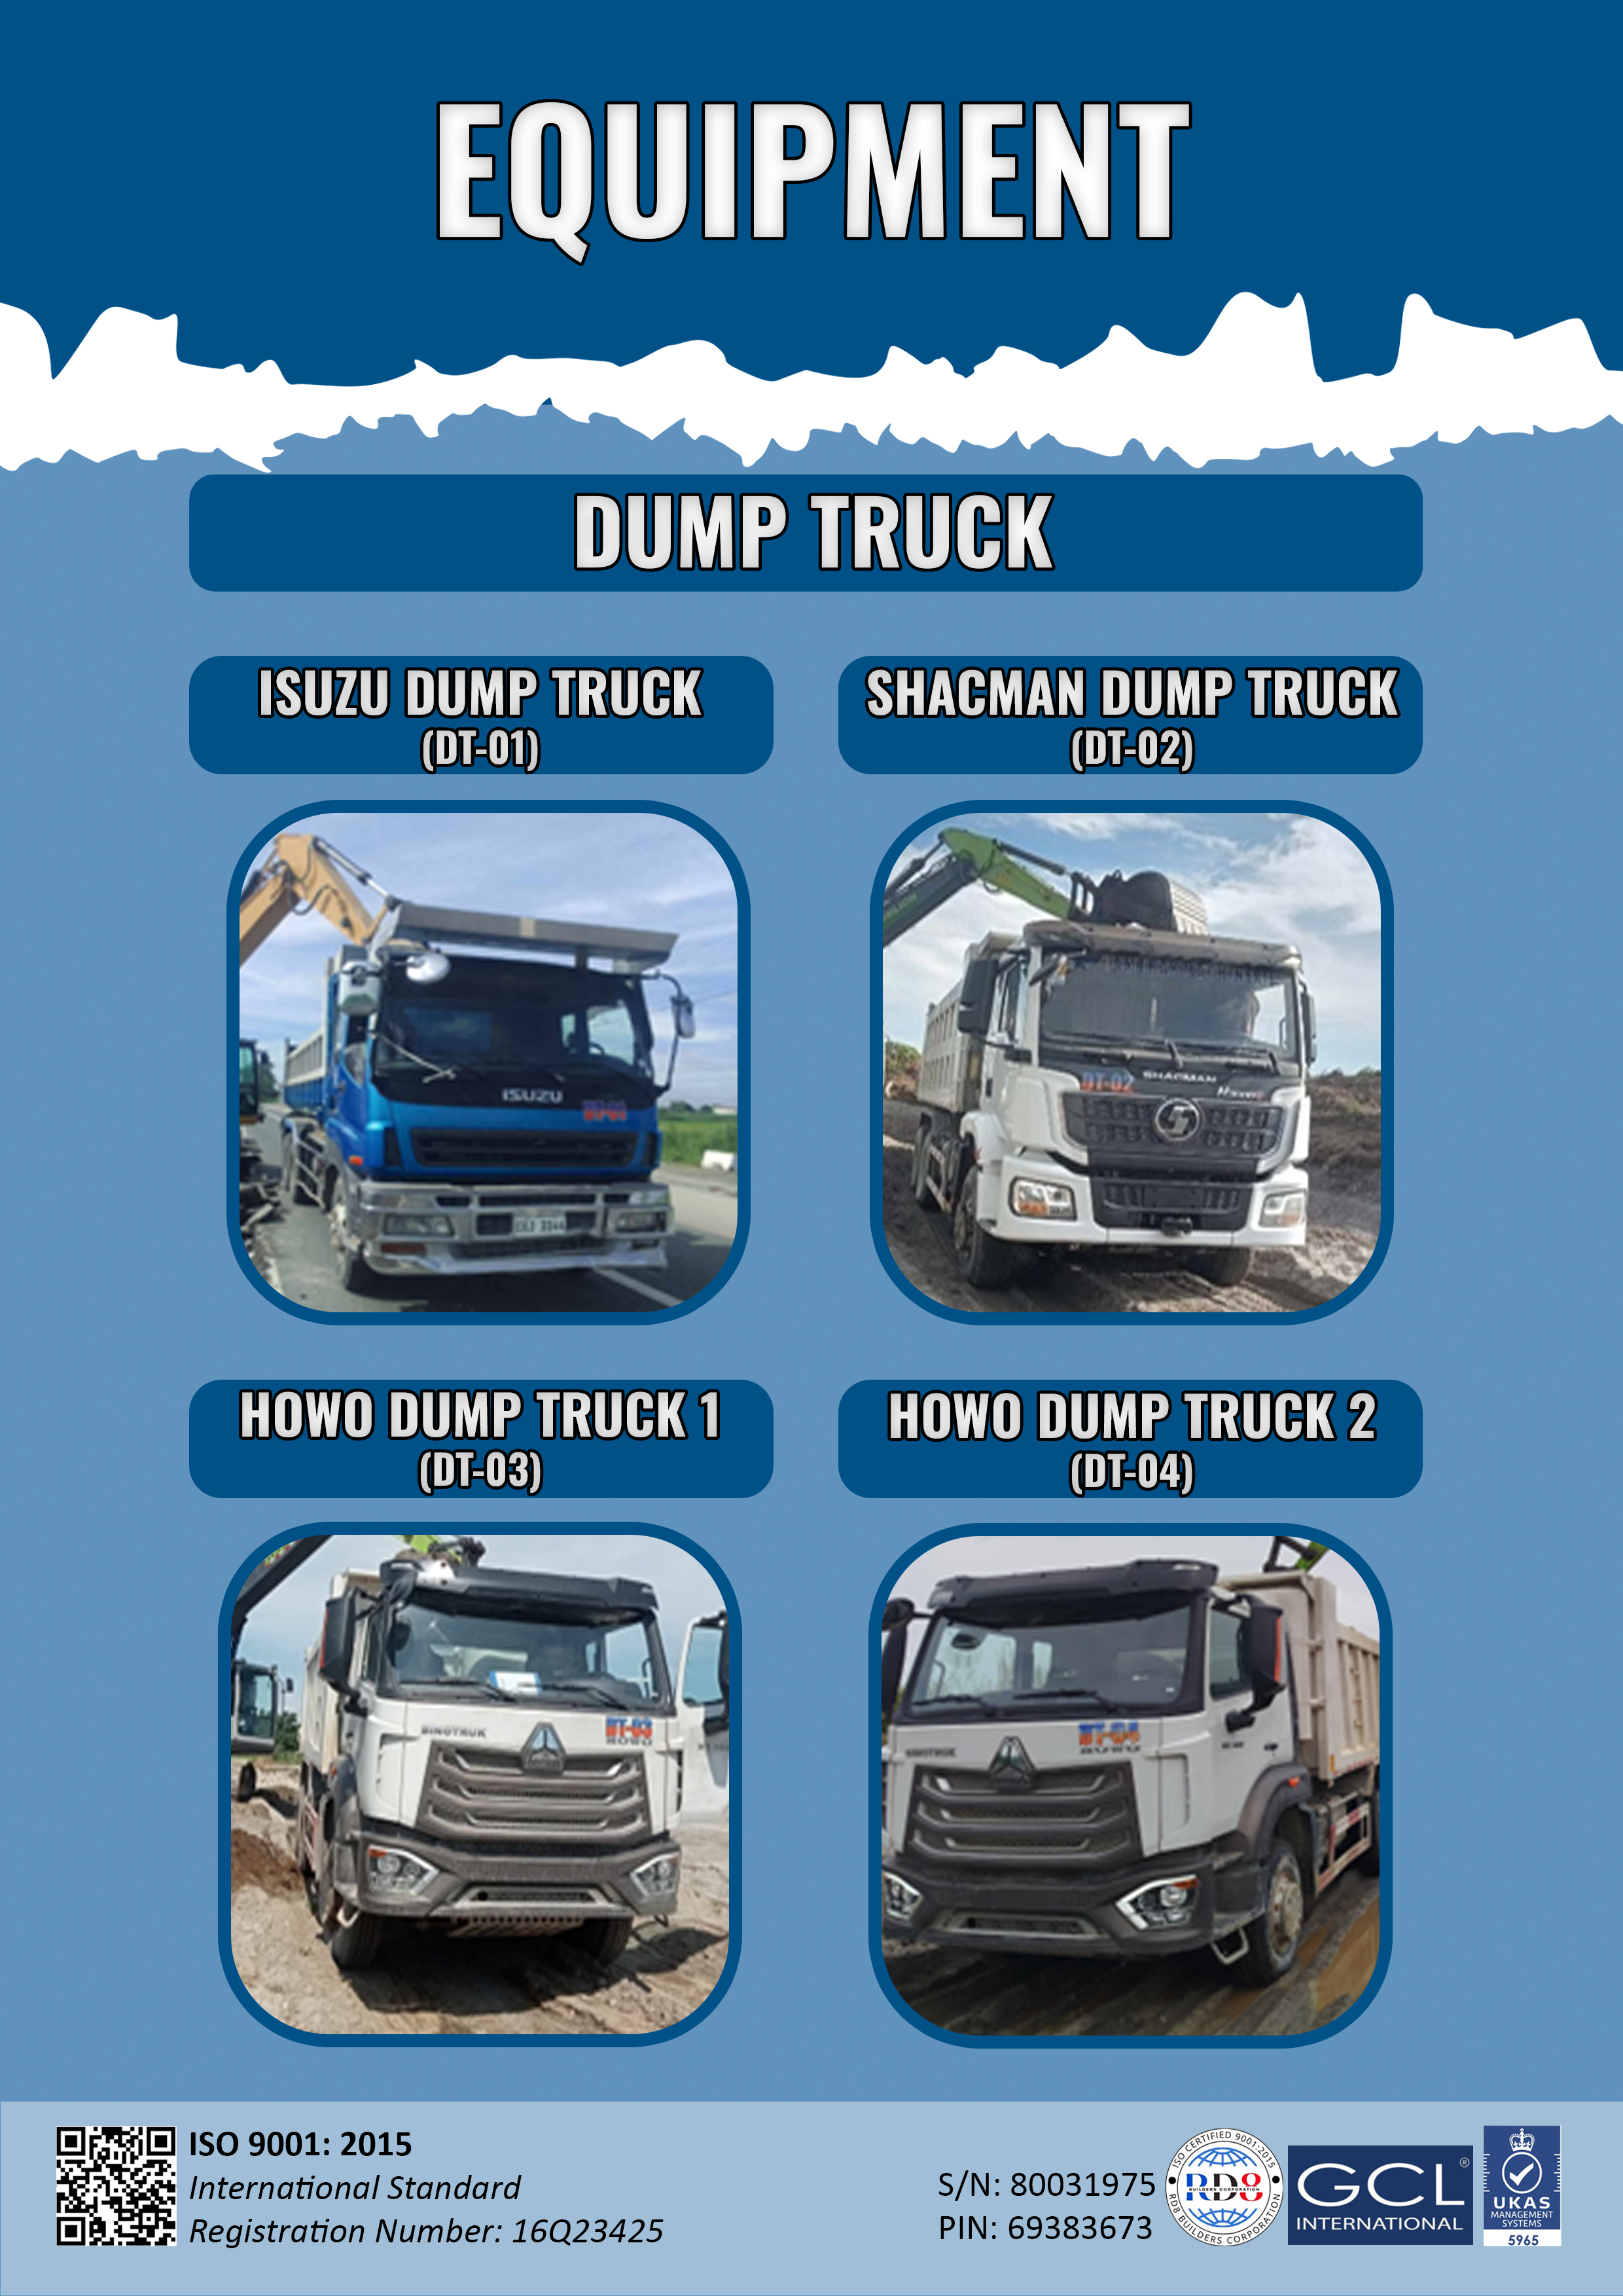 EQUIPMENT
DUMP TRUCK
ISUZU DUMP TRUCK
(DT-01)
SHACMAN DUMP TRUCK
(DT-02)
ISUZU
DT-01
SHACMAN
DT-02
HOWO DUMP TRUCK 1
(DT-03)
HOWO DUMP TRUCK 2
(DT-04)
SINOTRUK
DT-03
HOWO
SINOTRUK
DT-04
HOWO
ISO 9001: 2015
International Standard
Registration Number: 16Q23425
S/N: 80031975
PIN: 69383673
ISO CERTIFIED 9001:2015
RD8
BUILDERS CORPORATION
RD8 BUILDERS CORPORATION
GCL®
INTERNATIONAL
UKAS
MANAGEMENT
SYSTEMS
5965